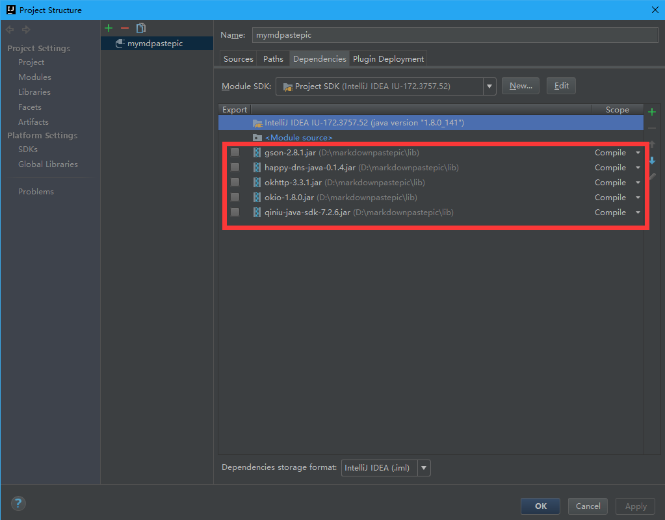 Project Structure
Project Settings
Project
Modules
Libraries
Facets
Artifacts
Platform Settings
SDKs
Global Libraries
Problems
mymdpastepic
Name: mymdpastepic
Sources Paths Dependencies Plugin Deployment
Module SDK: Project SDK (IntelliJ IDEA IU-172.3757.52) New... Edit
Export Scope
IntelliJ IDEA IU-172.3757.52 (java version "1.8.0_141")
<Module source>
gson-2.8.1.jar (D:\markdownpastepic\lib) Compile
happy-dns-java-0.1.4.jar (D:\markdownpastepic\lib) Compile
okhttp-3.3.1.jar (D:\markdownpastepic\lib) Compile
okio-1.8.0.jar (D:\markdownpastepic\lib) Compile
qiniu-java-sdk-7.2.6.jar (D:\markdownpastepic\lib) Compile
Dependencies storage format: IntelliJ IDEA (.iml)
? OK Cancel Apply